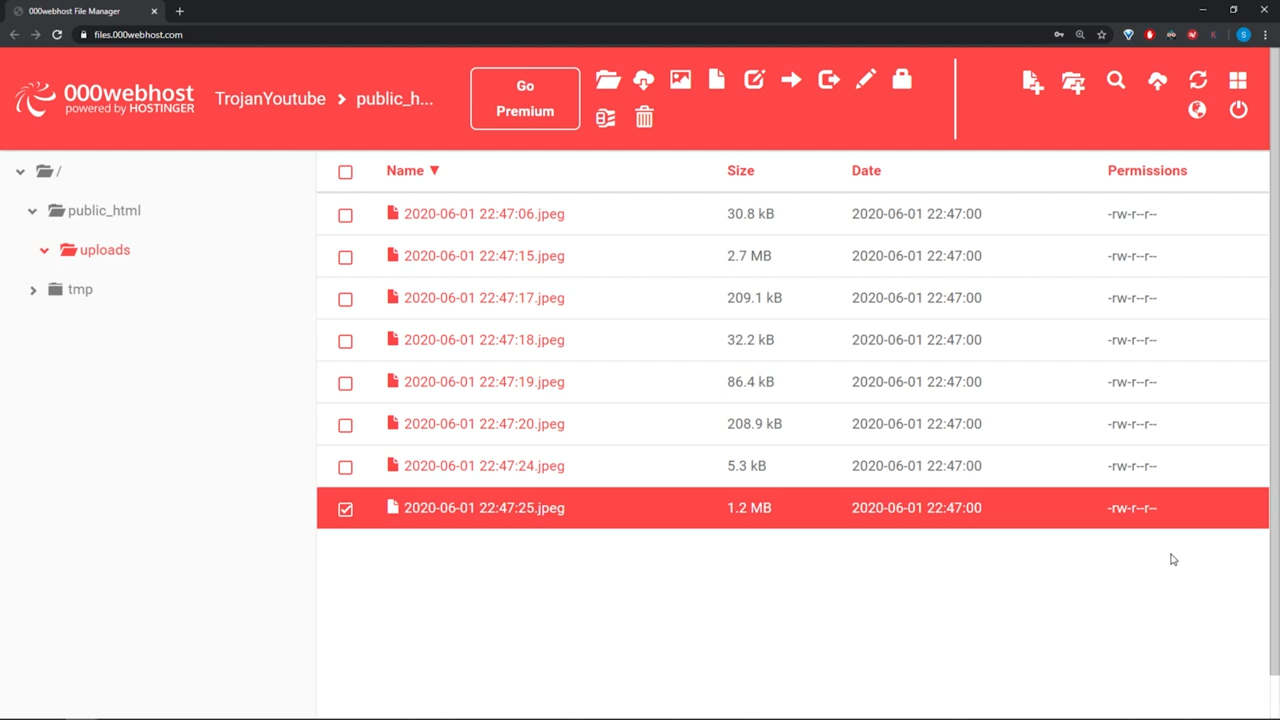 000webhost File Manager
files.000webhost.com
S
000webhost
powered by HOSTINGER
TrojanYoutube > public_h...
Go
Premium
/
public_html
uploads
tmp
Name ▼ Size Date Permissions
2020-06-01 22:47:06.jpeg 30.8 kB 2020-06-01 22:47:00 -rw-r--r--
2020-06-01 22:47:15.jpeg 2.7 MB 2020-06-01 22:47:00 -rw-r--r--
2020-06-01 22:47:17.jpeg 209.1 kB 2020-06-01 22:47:00 -rw-r--r--
2020-06-01 22:47:18.jpeg 32.2 kB 2020-06-01 22:47:00 -rw-r--r--
2020-06-01 22:47:19.jpeg 86.4 kB 2020-06-01 22:47:00 -rw-r--r--
2020-06-01 22:47:20.jpeg 208.9 kB 2020-06-01 22:47:00 -rw-r--r--
2020-06-01 22:47:24.jpeg 5.3 kB 2020-06-01 22:47:00 -rw-r--r--
2020-06-01 22:47:25.jpeg 1.2 MB 2020-06-01 22:47:00 -rw-r--r--